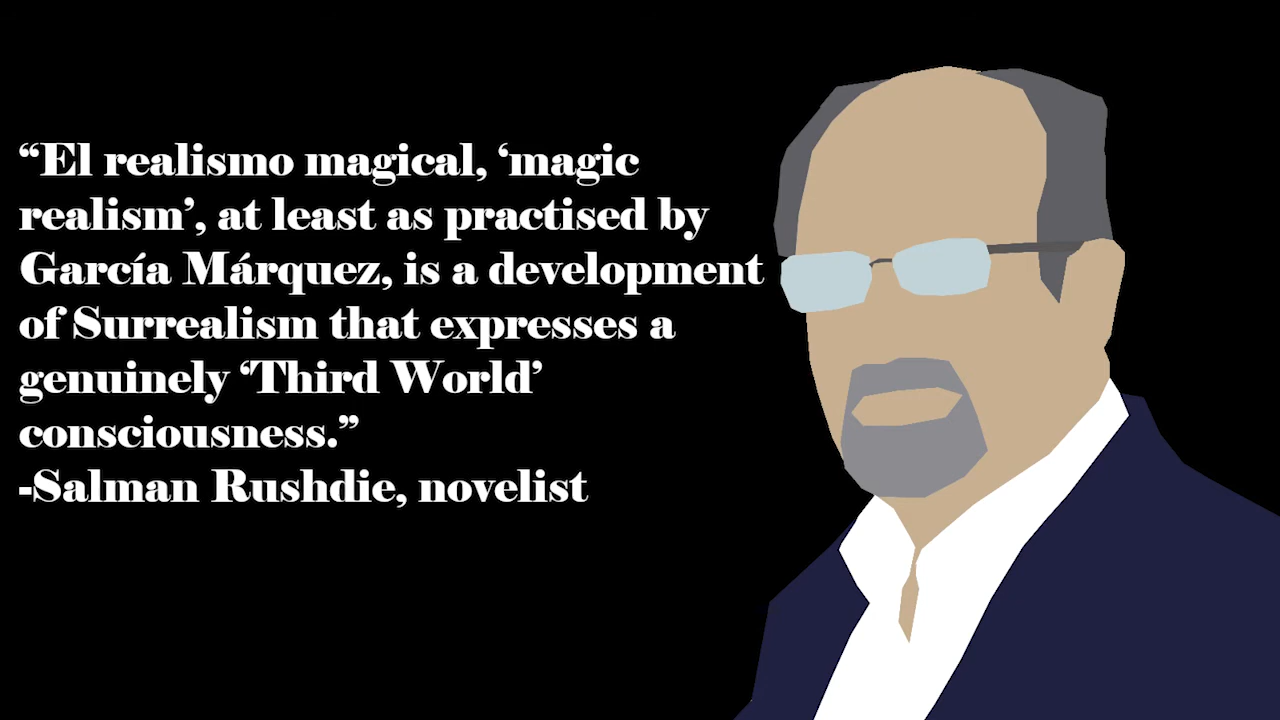 “El realismo magical, ‘magic
realism’, at least as practised by
García Márquez, is a development
of Surrealism that expresses a
genuinely ‘Third World’
consciousness.”
-Salman Rushdie, novelist